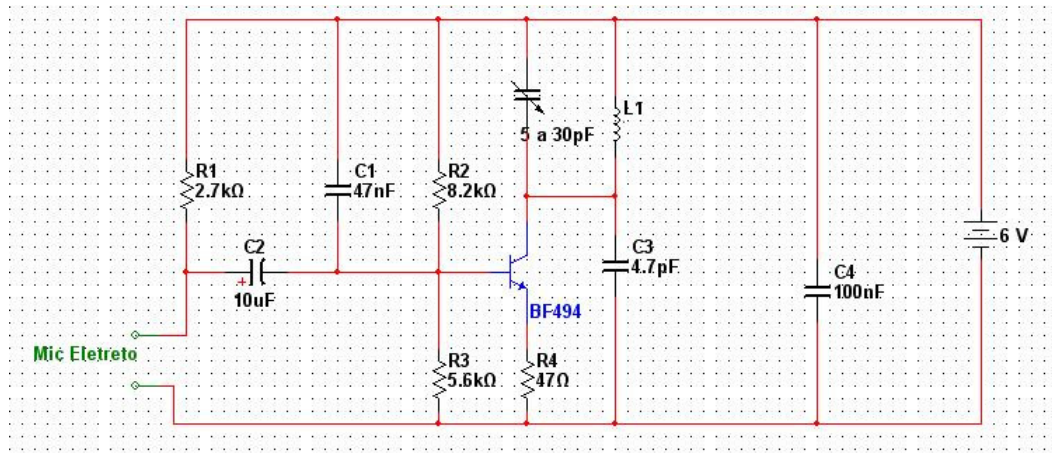 R1
2.7kΩ
C1
47nF
R2
8.2kΩ
5 a 30pF
L1
C2
+
10uF
BF494
C3
4.7pF
C4
100nF
6 V
Mic Eletreto
R3
5.6kΩ
R4
47Ω